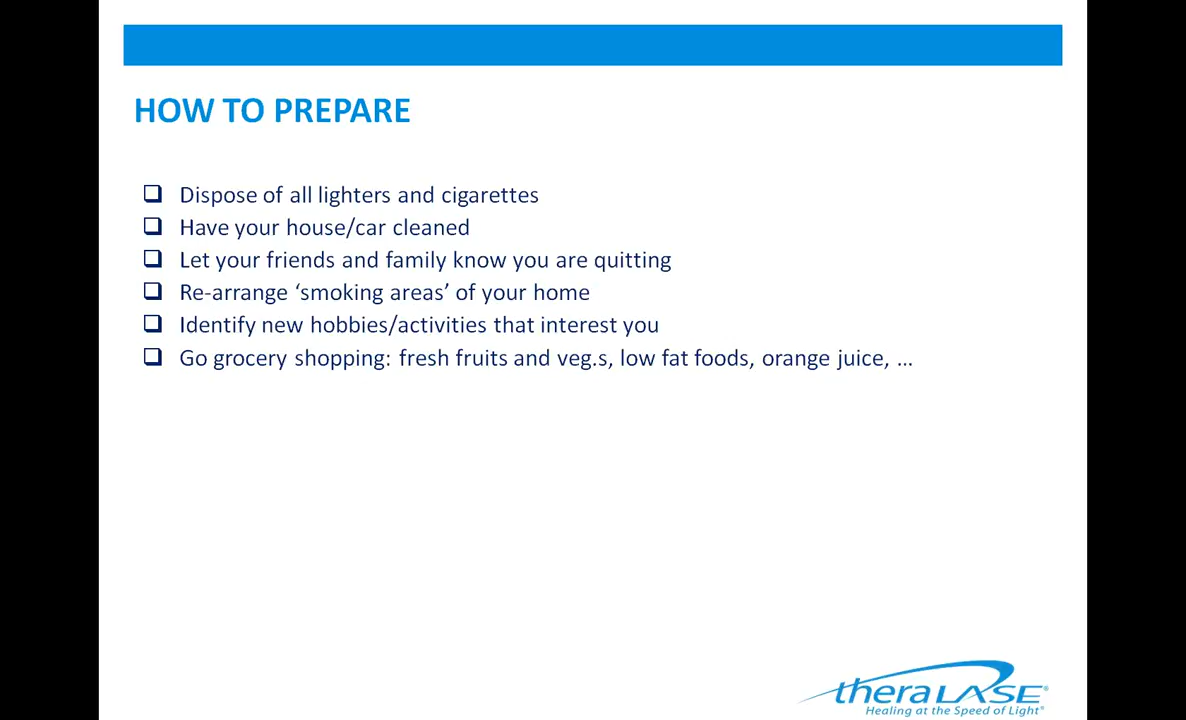 HOW TO PREPARE
❑ Dispose of all lighters and cigarettes
❑ Have your house/car cleaned
❑ Let your friends and family know you are quitting
❑ Re-arrange ‘smoking areas’ of your home
❑ Identify new hobbies/activities that interest you
❑ Go grocery shopping: fresh fruits and veg.s, low fat foods, orange juice, …
theraLASE®
Healing at the Speed of Light®